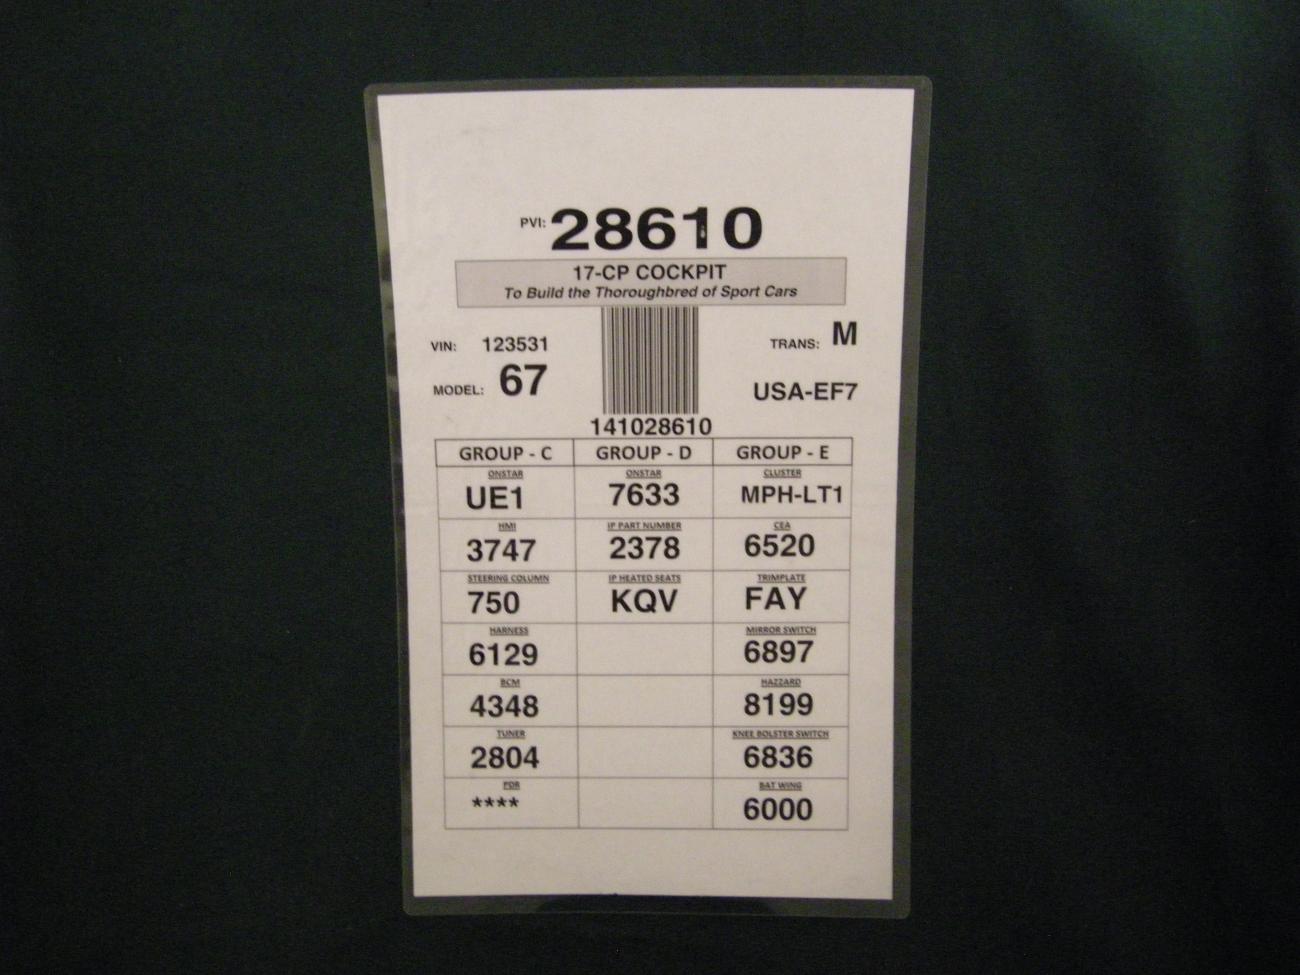 PVI: 28610
17-CP COCKPIT
To Build the Thoroughbred of Sport Cars
VIN: 123531
TRANS: M
MODEL: 67
USA-EF7
141028610
GROUP - C GROUP - D GROUP - E
ONSTAR ONSTAR CLUSTER
UE1 7633 MPH-LT1
HMI IP PART NUMBER CEA
3747 2378 6520
STEERING COLUMN IP HEATED SEATS TRIMPLATE
750 KQV FAY
HARNESS MIRROR SWITCH
6129 6897
BCM HAZZARD
4348 8199
TUNER KNEE BOLSTER SWITCH
2804 6836
PDR BAT WING
**** 6000